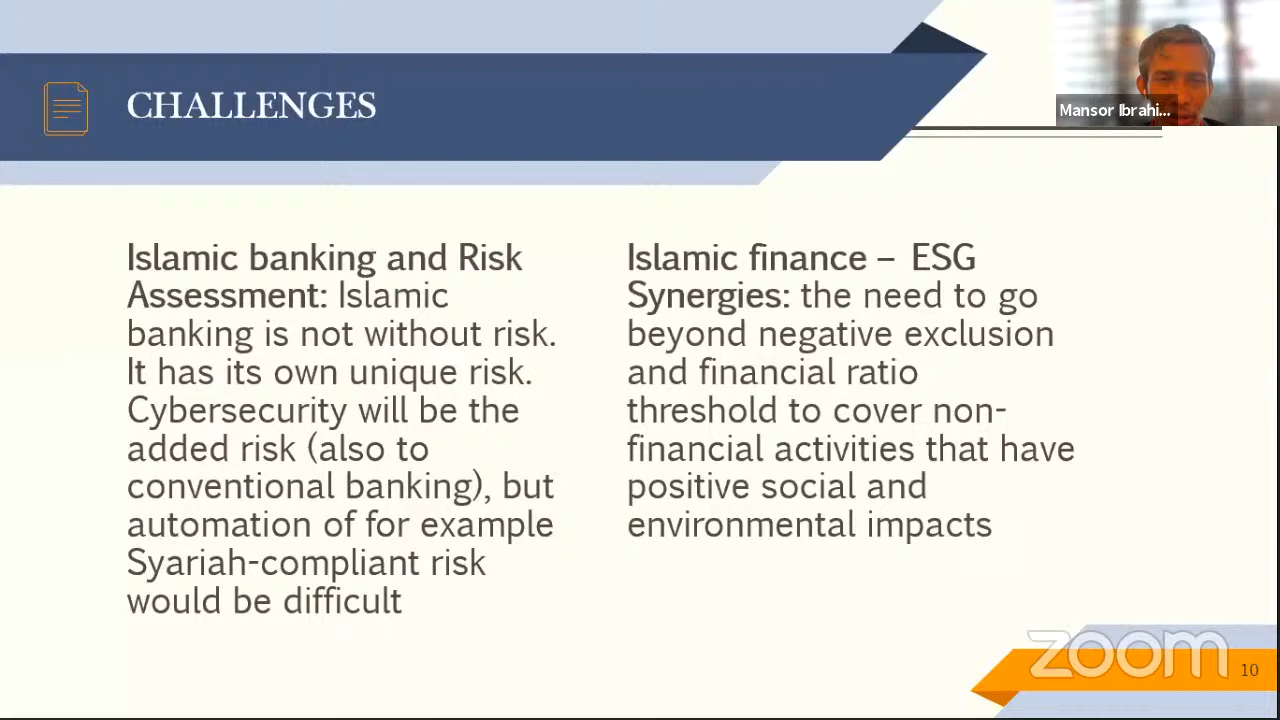 CHALLENGES
Mansor Ibrahi...
Islamic banking and Risk
Assessment: Islamic
banking is not without risk.
It has its own unique risk.
Cybersecurity will be the
added risk (also to
conventional banking), but
automation of for example
Syariah-compliant risk
would be difficult
Islamic finance – ESG
Synergies: the need to go
beyond negative exclusion
and financial ratio
threshold to cover non-
financial activities that have
positive social and
environmental impacts
zoom
10